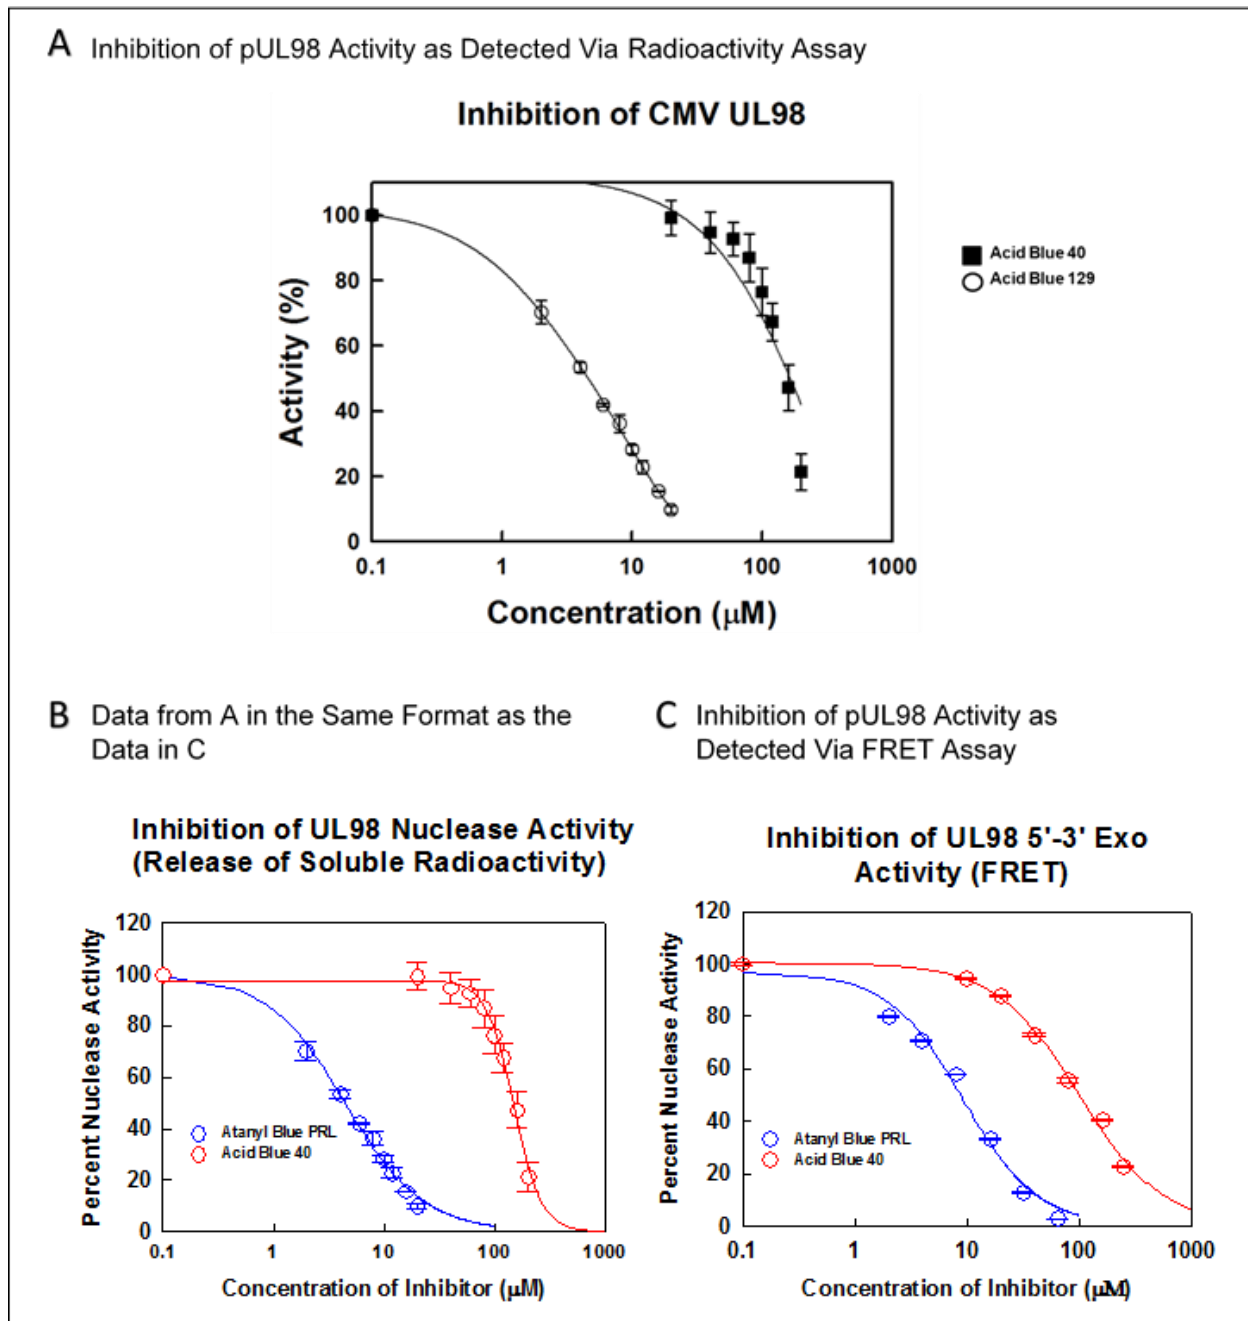 A Inhibition of pUL98 Activity as Detected Via Radioactivity Assay
Inhibition of CMV UL98
Activity (%)
100
80
60
40
20
0
0.1 1 10 100 1000
Concentration (μM)
Acid Blue 40
Acid Blue 129
B Data from A in the Same Format as the
Data in C
Inhibition of UL98 Nuclease Activity
(Release of Soluble Radioactivity)
Percent Nuclease Activity
120
100
80
60
40
20
0
Atanyl Blue PRL
Acid Blue 40
0.1 1 10 100 1000
Concentration of Inhibitor (μM)
C Inhibition of pUL98 Activity as
Detected Via FRET Assay
Inhibition of UL98 5'-3' Exo
Activity (FRET)
Percent Nuclease Activity
120
100
80
60
40
20
0
Atanyl Blue PRL
Acid Blue 40
0.1 1 10 100 1000
Concentration of Inhibitor (μM)